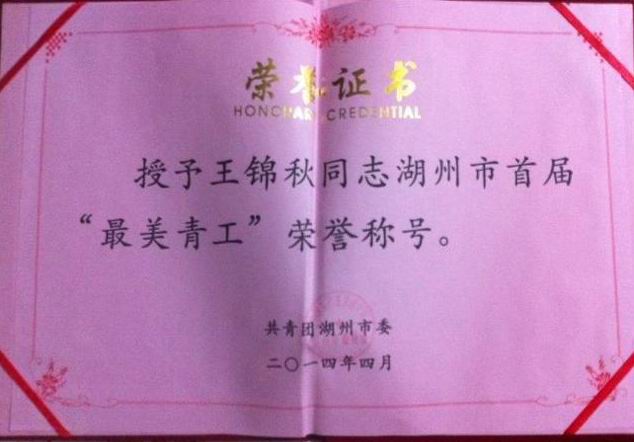 荣誉证书
HONORARY CREDENTIAL
授予王锦秋同志湖州市首届
“最美青工”荣誉称号。
共青团湖州市委
二〇一四年四月